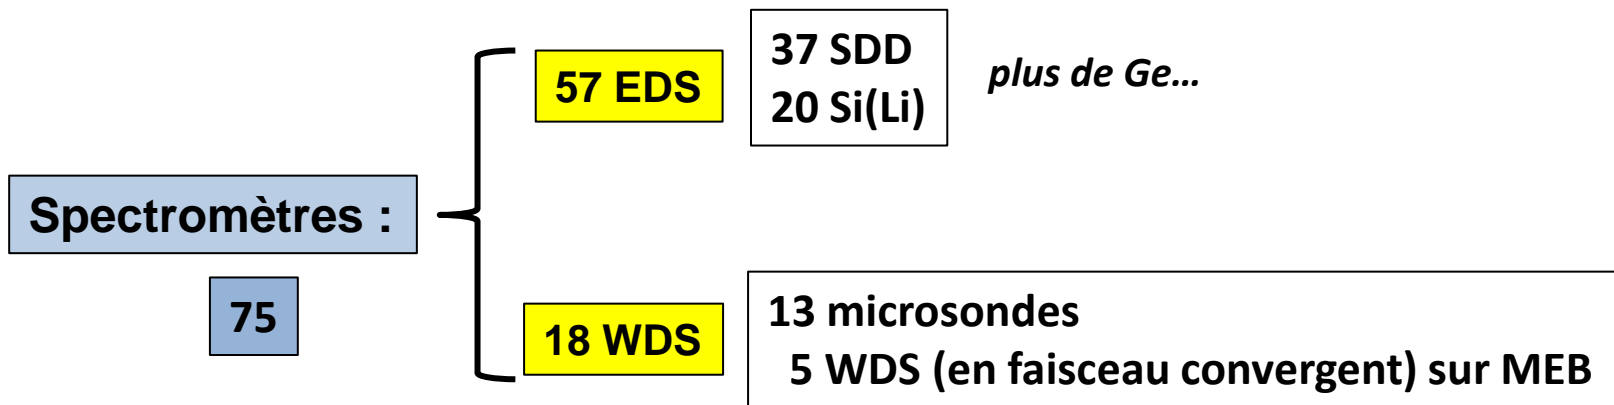 Spectromètres :
75
57 EDS
37 SDD
20 Si(Li)
plus de Ge...
18 WDS
13 microsondes
5 WDS (en faisceau convergent) sur MEB